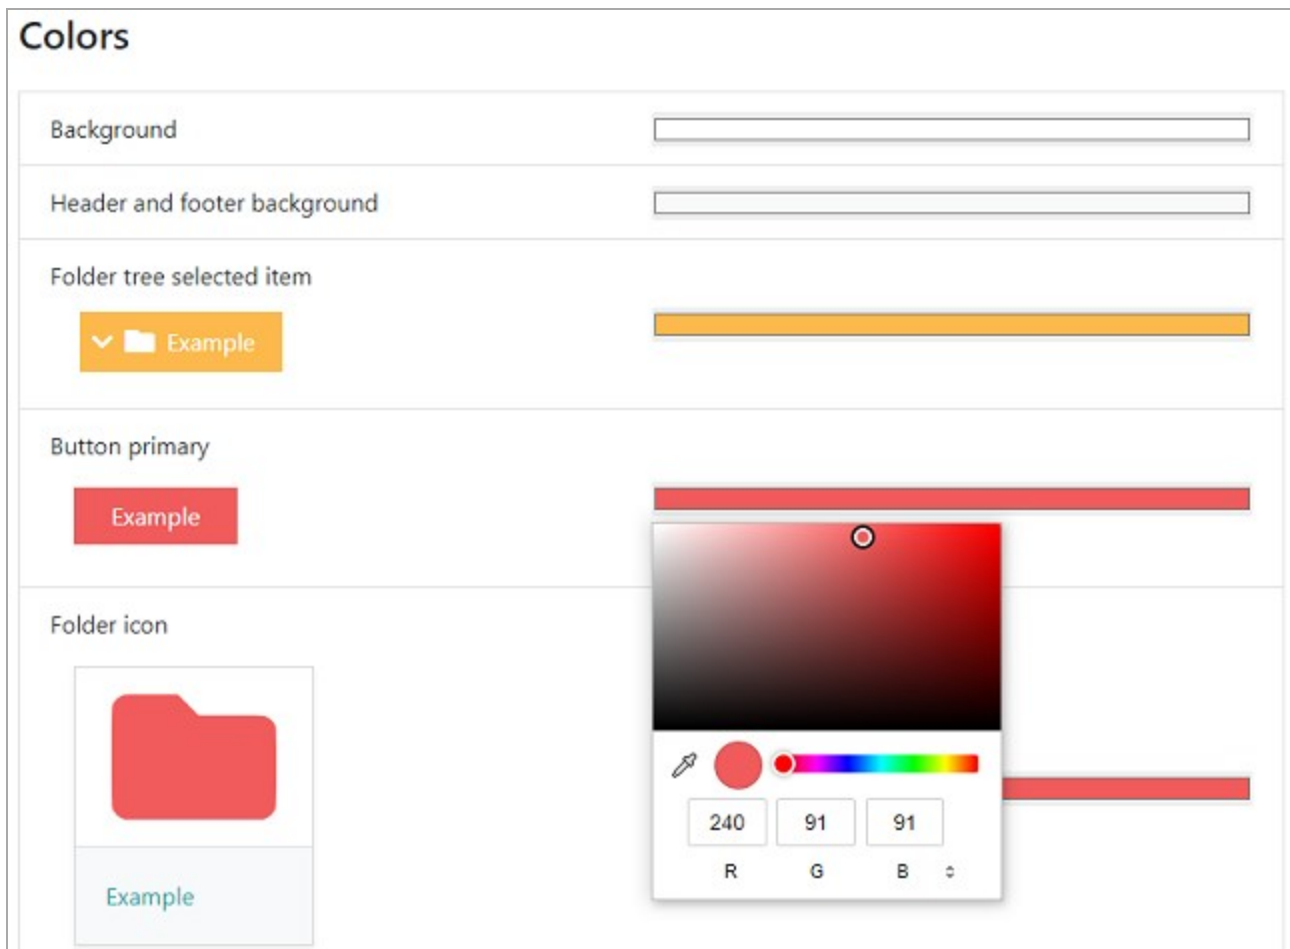 Colors
Background
Header and footer background
Folder tree selected item
Example
Button primary
Example
Folder icon
Example
240 91 91
R G B